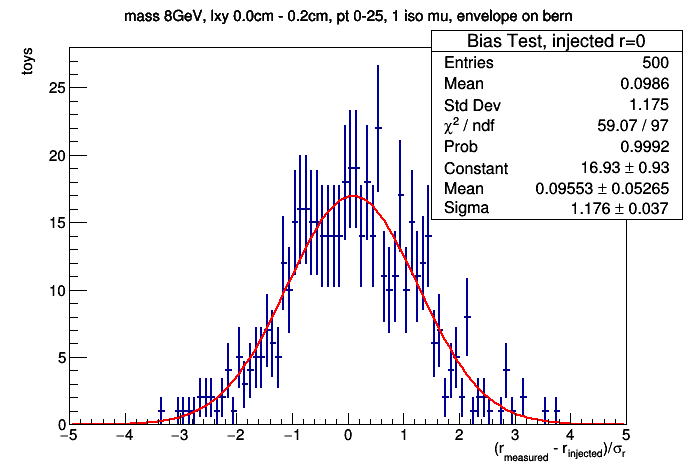 mass 8GeV, lxy 0.0cm - 0.2cm, pt 0-25, 1 iso mu, envelope on bern
toys
Bias Test, injected r=0
Entries 500
Mean 0.0986
Std Dev 1.175
χ² / ndf 59.07 / 97
Prob 0.9992
Constant 16.93 ± 0.93
Mean 0.09553 ± 0.05265
Sigma 1.176 ± 0.037
25
20
15
10
5
0
−5 −4 −3 −2 −1 0 1 2 3 4 5
(r_measured - r_injected)/σ_r